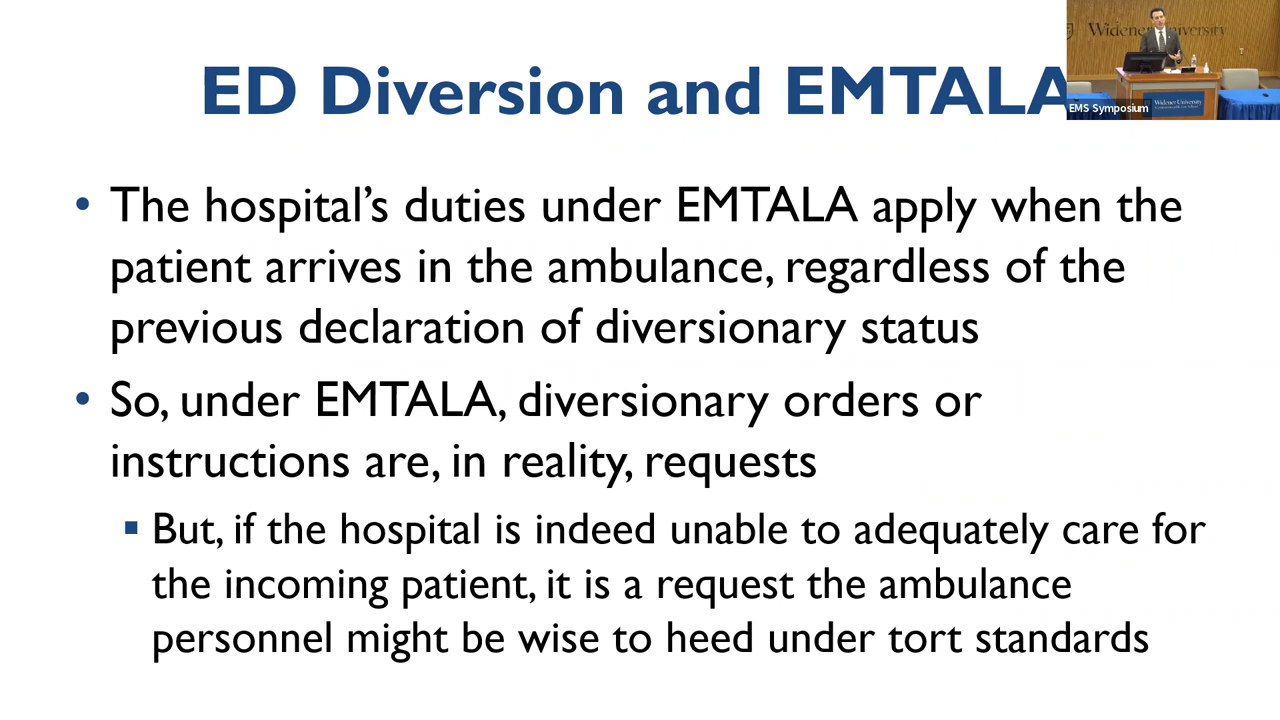 ED Diversion and EMTALA
Widener University
EMS Symposium
Widener University
• The hospital's duties under EMTALA apply when the
patient arrives in the ambulance, regardless of the
previous declaration of diversionary status
• So, under EMTALA, diversionary orders or
instructions are, in reality, requests
▪ But, if the hospital is indeed unable to adequately care for
the incoming patient, it is a request the ambulance
personnel might be wise to heed under tort standards